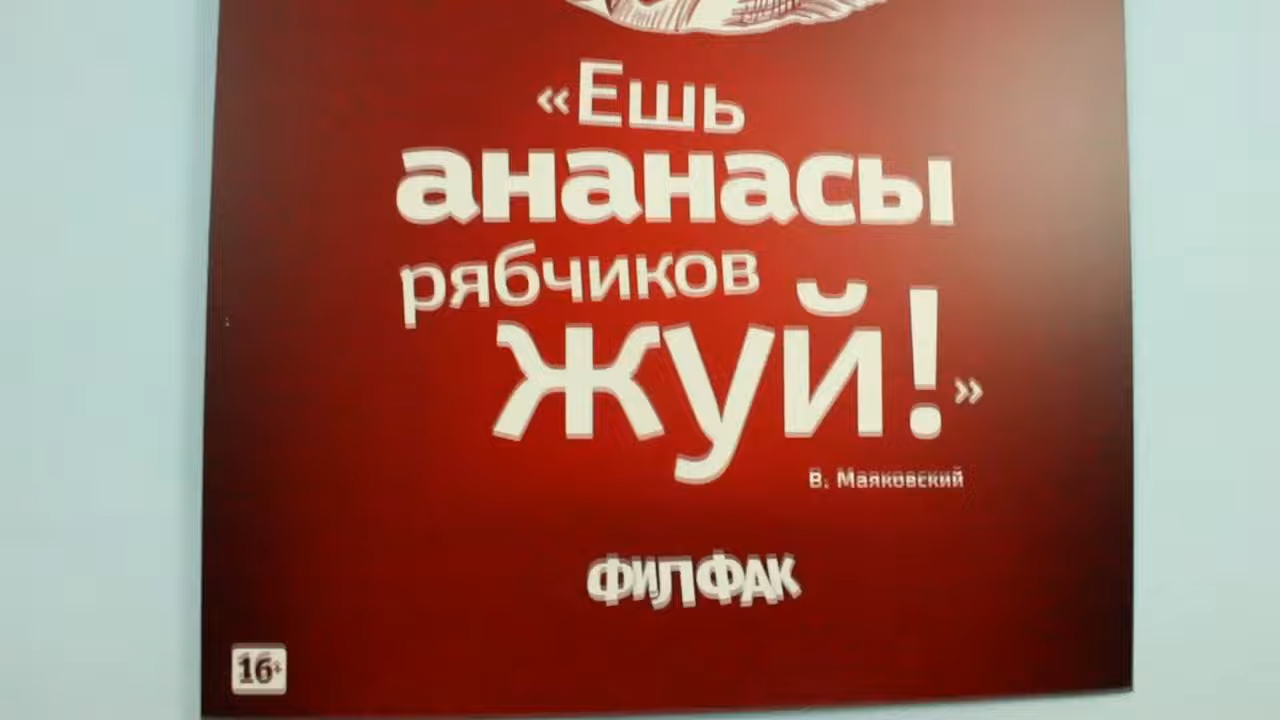 «Ешь
ананасы
рябчиков
жуй!»
В. Маяковский
ФИЛФАК
16+